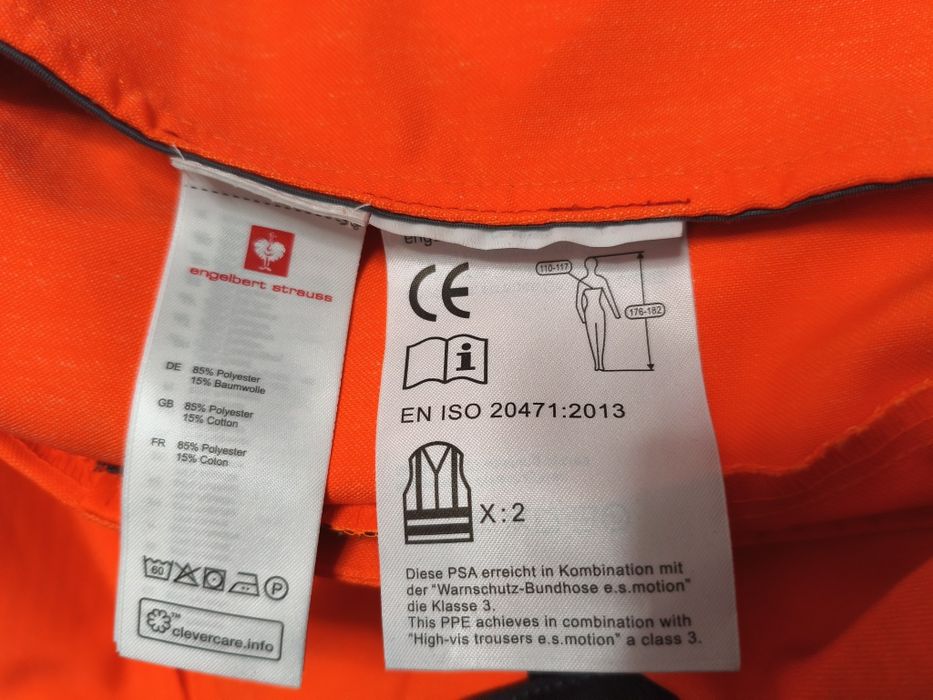 engelbert strauss
DE 85% Polyester
15% Baumwolle
GB 85% Polyester
15% Cotton
FR 85% Polyester
15% Coton
60
P
™
clevercare.info
CE
i
110-117
176-182
EN ISO 20471:2013
X:2
Diese PSA erreicht in Kombination mit
der "Warnschutz-Bundhose e.s.motion"
die Klasse 3.
This PPE achieves in combination with
"High-vis trousers e.s.motion" a class 3.